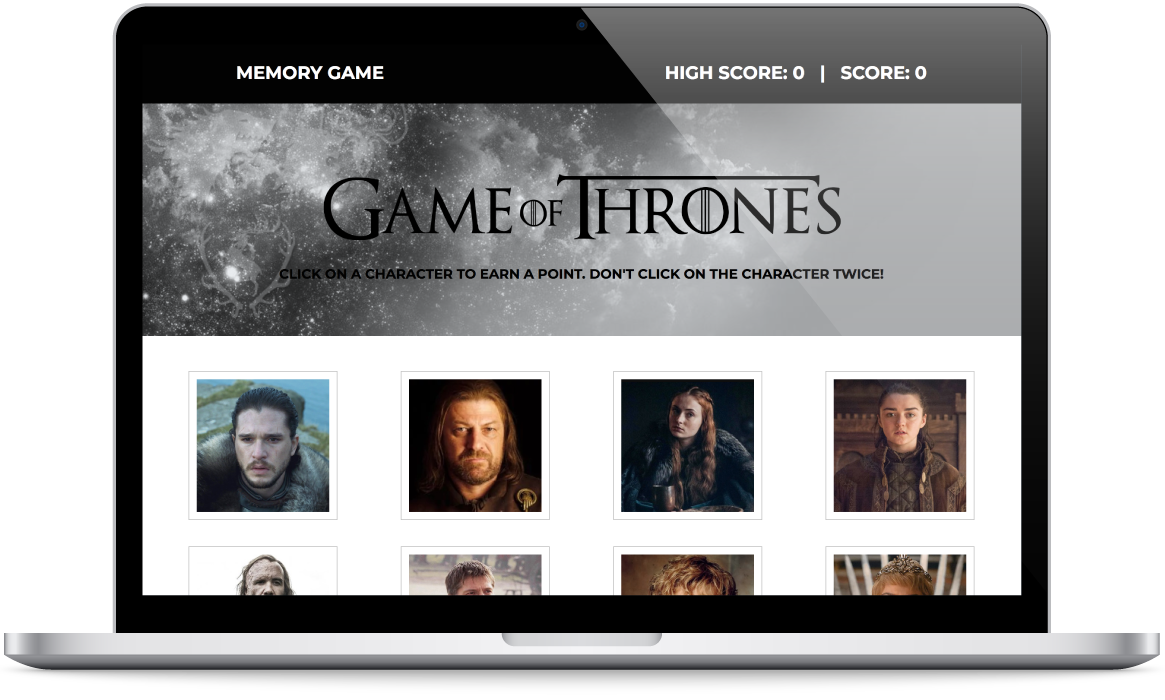 MEMORY GAME
HIGH SCORE: 0 | SCORE: 0
GAME OF THRONES
CLICK ON A CHARACTER TO EARN A POINT. DON'T CLICK ON THE CHARACTER TWICE!